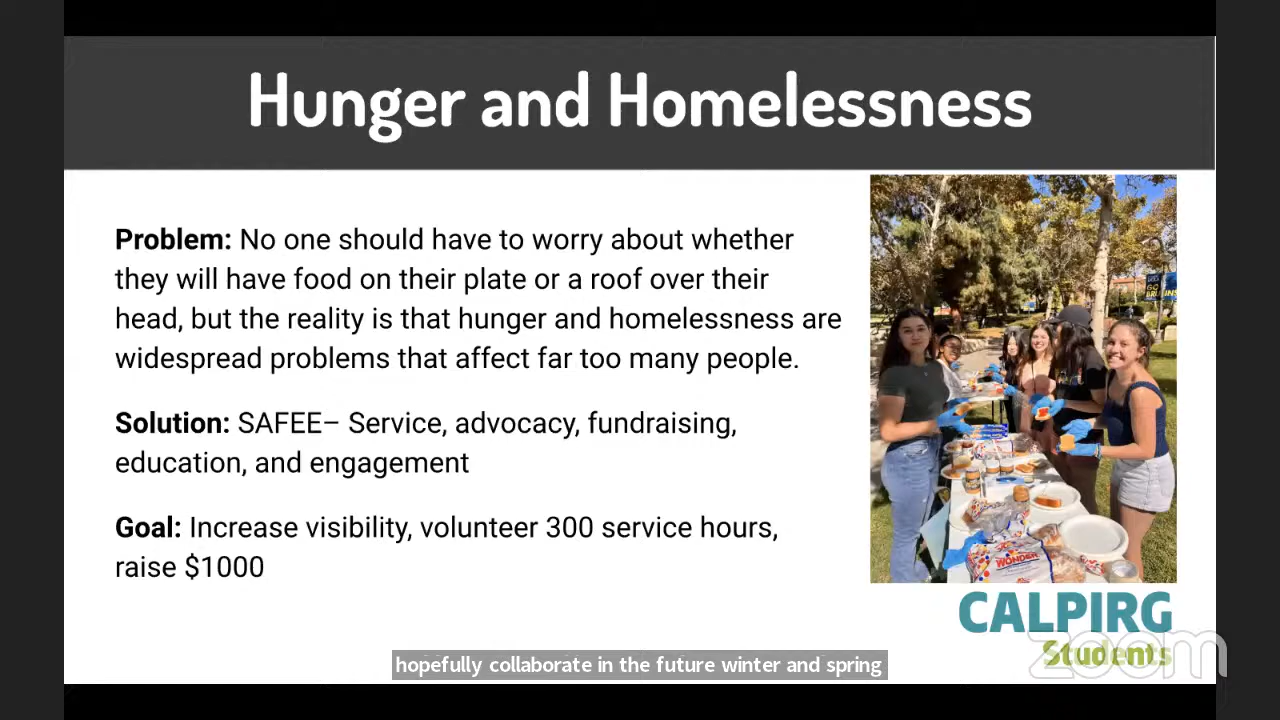 Hunger and Homelessness
Problem: No one should have to worry about whether
they will have food on their plate or a roof over their
head, but the reality is that hunger and homelessness are
widespread problems that affect far too many people.
Solution: SAFEE– Service, advocacy, fundraising,
education, and engagement
Goal: Increase visibility, volunteer 300 service hours,
raise $1000
GO
BRUINS
WONDER
CALPIRG
Students
zoom
hopefully collaborate in the future winter and spring